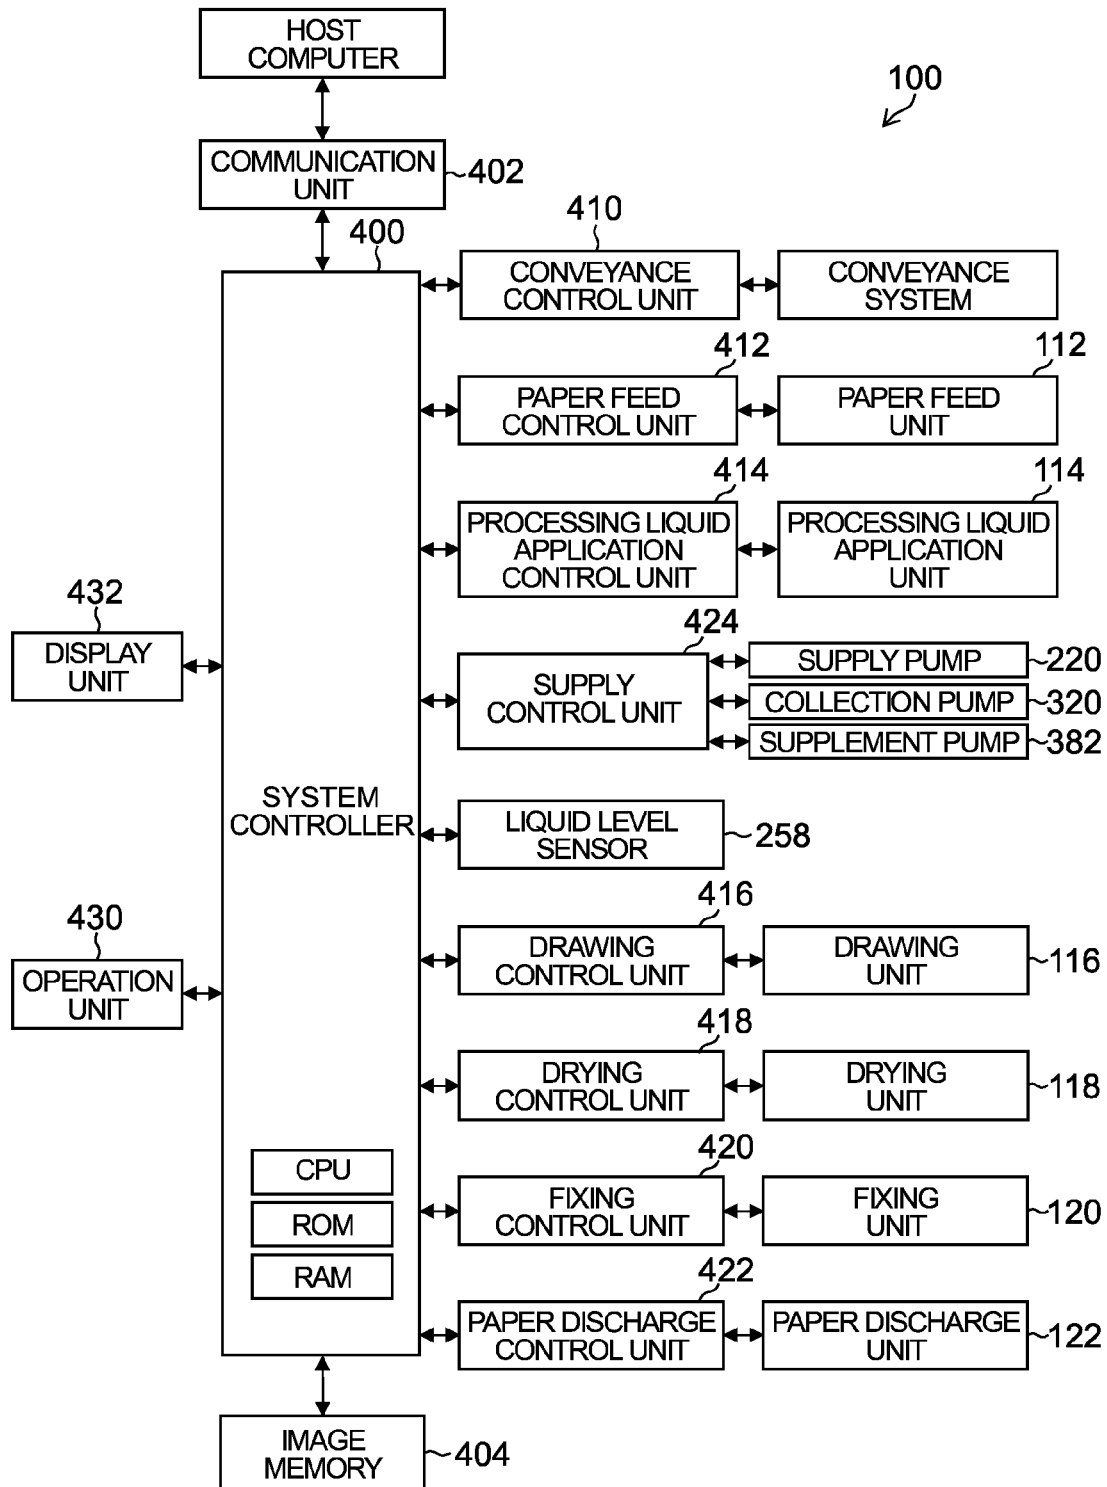 HOST
COMPUTER
100
COMMUNICATION
UNIT
402
400
410
CONVEYANCE
CONTROL UNIT
CONVEYANCE
SYSTEM
412
PAPER FEED
CONTROL UNIT
112
PAPER FEED
UNIT
414
PROCESSING LIQUID
APPLICATION
CONTROL UNIT
114
PROCESSING LIQUID
APPLICATION
UNIT
432
DISPLAY
UNIT
424
SUPPLY
CONTROL UNIT
SUPPLY PUMP
220
COLLECTION PUMP
320
SUPPLEMENT PUMP
382
SYSTEM
CONTROLLER
LIQUID LEVEL
SENSOR
258
430
OPERATION
UNIT
416
DRAWING
CONTROL UNIT
DRAWING
UNIT
116
418
DRYING
CONTROL UNIT
DRYING
UNIT
118
CPU
ROM
RAM
420
FIXING
CONTROL UNIT
FIXING
UNIT
120
422
PAPER DISCHARGE
CONTROL UNIT
PAPER DISCHARGE
UNIT
122
IMAGE
MEMORY
404